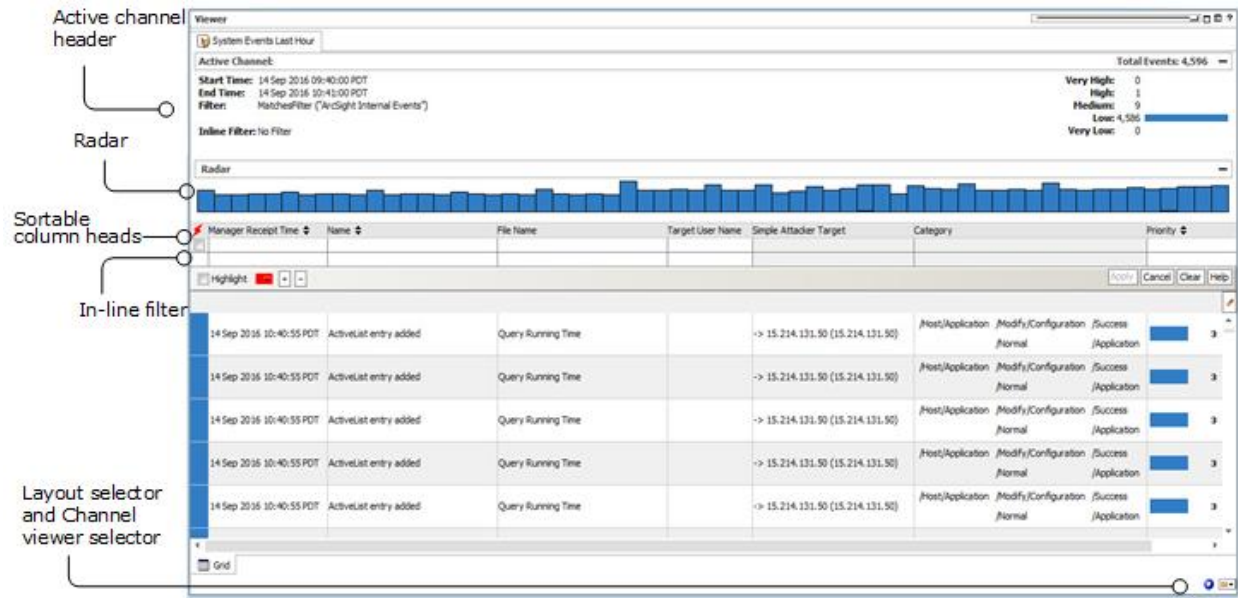 Active channel header
Viewer
System Events Last Hour
Active Channel:
Total Events: 4,596
Start Time: 14 Sep 2016 09:40:00 PDT
End Time: 14 Sep 2016 10:41:00 PDT
Filter: MatchesFilter ("ArcSight Internal Events")
Inline Filter: No Filter
Very High: 0
High: 1
Medium: 9
Low: 4,586
Very Low: 0
Radar
Radar
Sortable column heads
Manager Receipt Time Name File Name Target User Name Simple Attacker Target Category Priority
In-line filter
Highlight + - Apply Cancel Clear Help
14 Sep 2016 10:40:55 PDT ActiveList entry added Query Running Time -> 15.214.131.50 (15.214.131.50) /Host/Application /Modify/Configuration /Success 3
/Normal /Application
14 Sep 2016 10:40:55 PDT ActiveList entry added Query Running Time -> 15.214.131.50 (15.214.131.50) /Host/Application /Modify/Configuration /Success 3
/Normal /Application
14 Sep 2016 10:40:55 PDT ActiveList entry added Query Running Time -> 15.214.131.50 (15.214.131.50) /Host/Application /Modify/Configuration /Success 3
/Normal /Application
14 Sep 2016 10:40:55 PDT ActiveList entry added Query Running Time -> 15.214.131.50 (15.214.131.50) /Host/Application /Modify/Configuration /Success 3
/Normal /Application
14 Sep 2016 10:40:55 PDT ActiveList entry added Query Running Time -> 15.214.131.50 (15.214.131.50) /Host/Application /Modify/Configuration /Success 3
/Normal /Application
Layout selector
and Channel
viewer selector
Grid